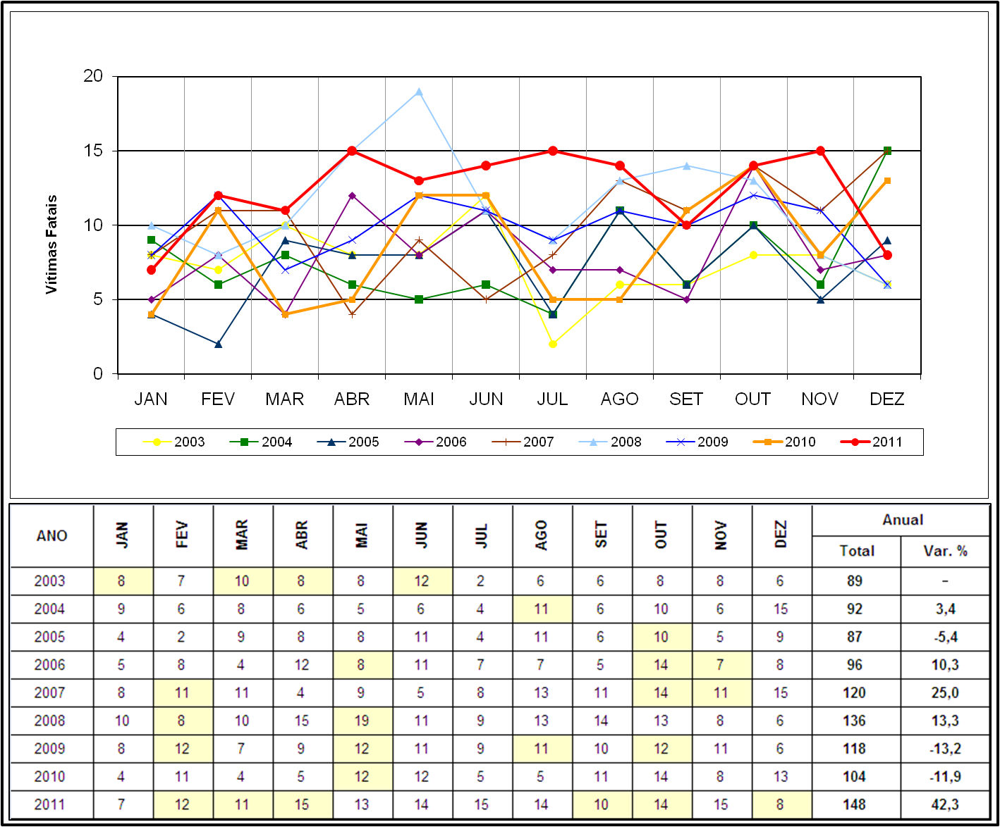 20
15
10
5
0
Vítimas Fatais
JAN FEV MAR ABR MAI JUN JUL AGO SET OUT NOV DEZ
2003 2004 2005 2006 2007 2008 2009 2010 2011
ANO JAN FEV MAR ABR MAI JUN JUL AGO SET OUT NOV DEZ Anual
Total Var. %
2003 8 7 10 8 8 12 2 6 6 8 8 6 89 –
2004 9 6 8 6 5 6 4 11 6 10 6 15 92 3,4
2005 4 2 9 8 8 11 4 11 6 10 5 9 87 -5,4
2006 5 8 4 12 8 11 7 7 5 14 7 8 96 10,3
2007 8 11 11 4 9 5 8 13 11 14 11 15 120 25,0
2008 10 8 10 15 19 11 9 13 14 13 8 6 136 13,3
2009 8 12 7 9 12 11 9 11 10 12 11 6 118 -13,2
2010 4 11 4 5 12 12 5 5 11 14 8 13 104 -11,9
2011 7 12 11 15 13 14 15 14 10 14 15 8 148 42,3